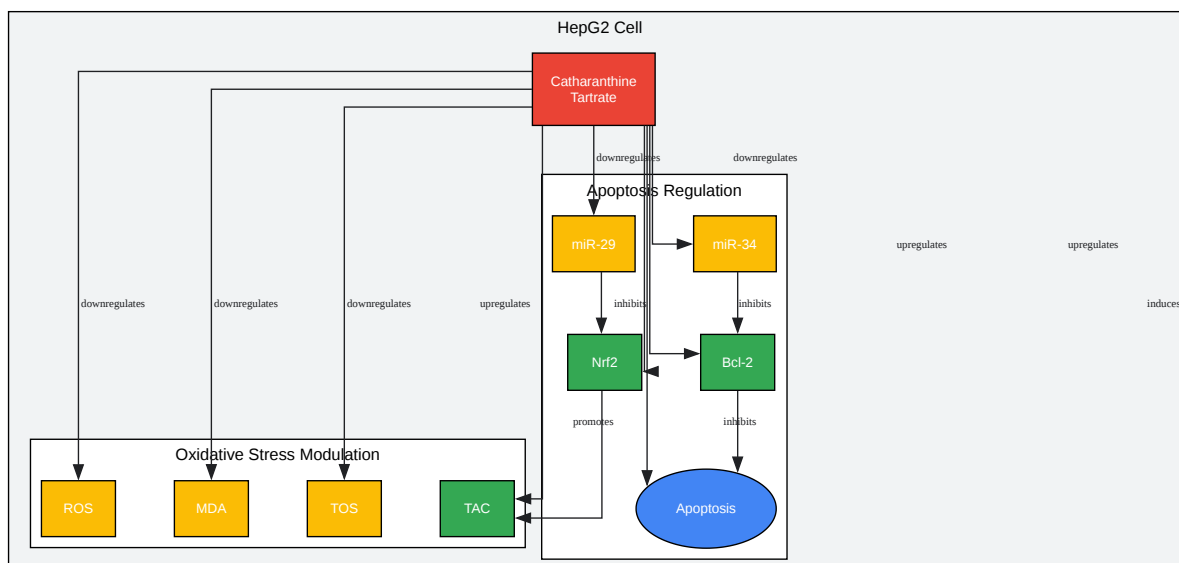 HepG2 Cell
Catharanthine
Tartrate
downregulates
downregulates
Apoptosis Regulation
miR-29
miR-34
upregulates
upregulates
downregulates
downregulates
downregulates
upregulates
inhibits
inhibits
induces
Nrf2
Bcl-2
promotes
inhibits
Oxidative Stress Modulation
ROS
MDA
TOS
TAC
Apoptosis